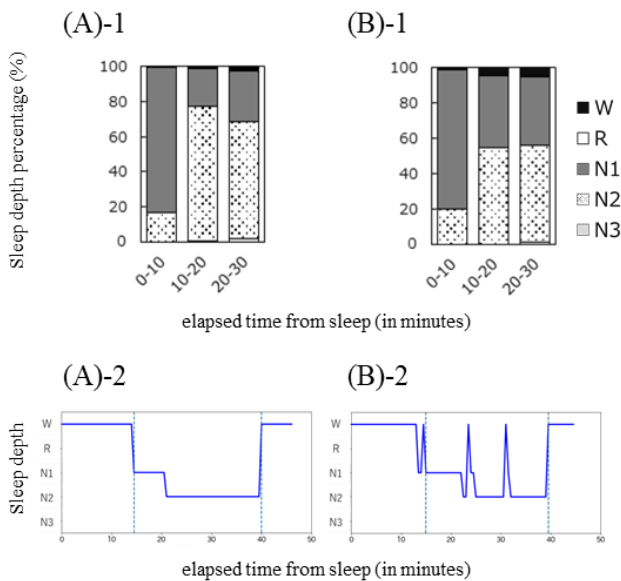 (A)-1
(B)-1
Sleep depth percentage (%)
100
80
60
40
20
0
0-10
10-20
20-30
100
80
60
40
20
0
0-10
10-20
20-30
W
R
N1
N2
N3
elapsed time from sleep (in minutes)
(A)-2
(B)-2
Sleep depth
W
R
N1
N2
N3
0
10
20
30
40
50
W
R
N1
N2
N3
0
10
20
30
40
50
elapsed time from sleep (in minutes)